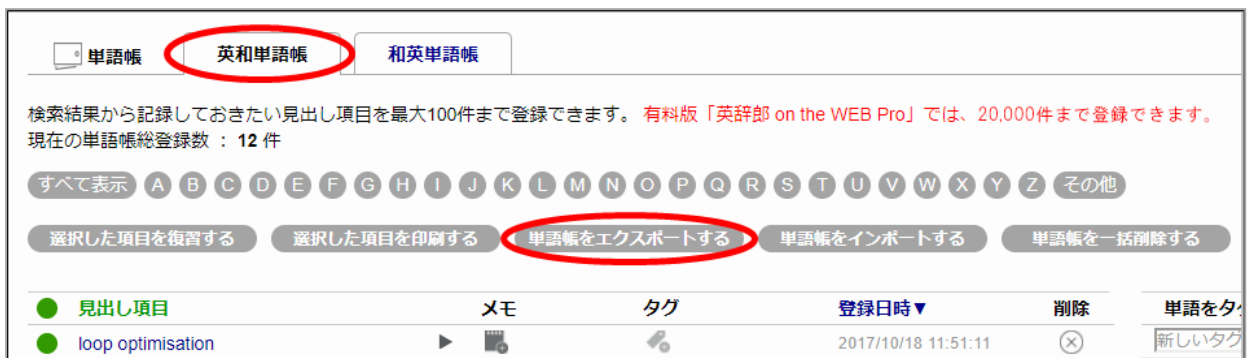 単語帳 英和単語帳 和英単語帳
検索結果から記録しておきたい見出し項目を最大100件まで登録できます。 有料版「英辞郎 on the WEB Pro」では、20,000件まで登録できます。
現在の単語帳総登録数 : 12 件
すべて表示 A B C D E F G H I J K L M N O P Q R S T U V W X Y Z その他
選択した項目を復習する 選択した項目を印刷する 単語帳をエクスポートする 単語帳をインポートする 単語帳を一括削除する
見出し項目 メモ タグ 登録日時▼ 削除 単語をタ
loop optimisation 2017/10/18 11:51:11 新しいタグ